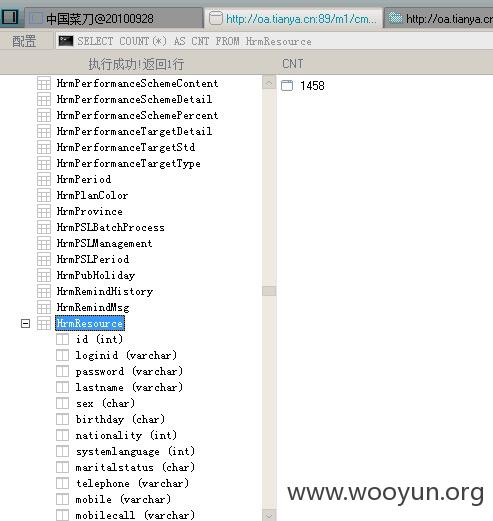 中国菜刀@20100928
http://oa.tianya.cn:89/m1/cm...
http://oa.tianya.cn:
配置
SELECT COUNT(*) AS CNT FROM HrmResource
执行成功!返回1行
CNT
1458
HrmPerformanceSchemeContent
HrmPerformanceSchemeDetail
HrmPerformanceSchemePercent
HrmPerformanceTargetDetail
HrmPerformanceTargetStd
HrmPerformanceTargetType
HrmPeriod
HrmPlanColor
HrmProvince
HrmPSLBatchProcess
HrmPSLManagement
HrmPSLPeriod
HrmPubHoliday
HrmRemindHistory
HrmRemindMsg
HrmResource
id (int)
loginid (varchar)
password (varchar)
lastname (varchar)
sex (char)
birthday (char)
nationality (int)
systemlanguage (int)
maritalstatus (char)
telephone (varchar)
mobile (varchar)
mobilecall (varchar)
www.wooyun.org